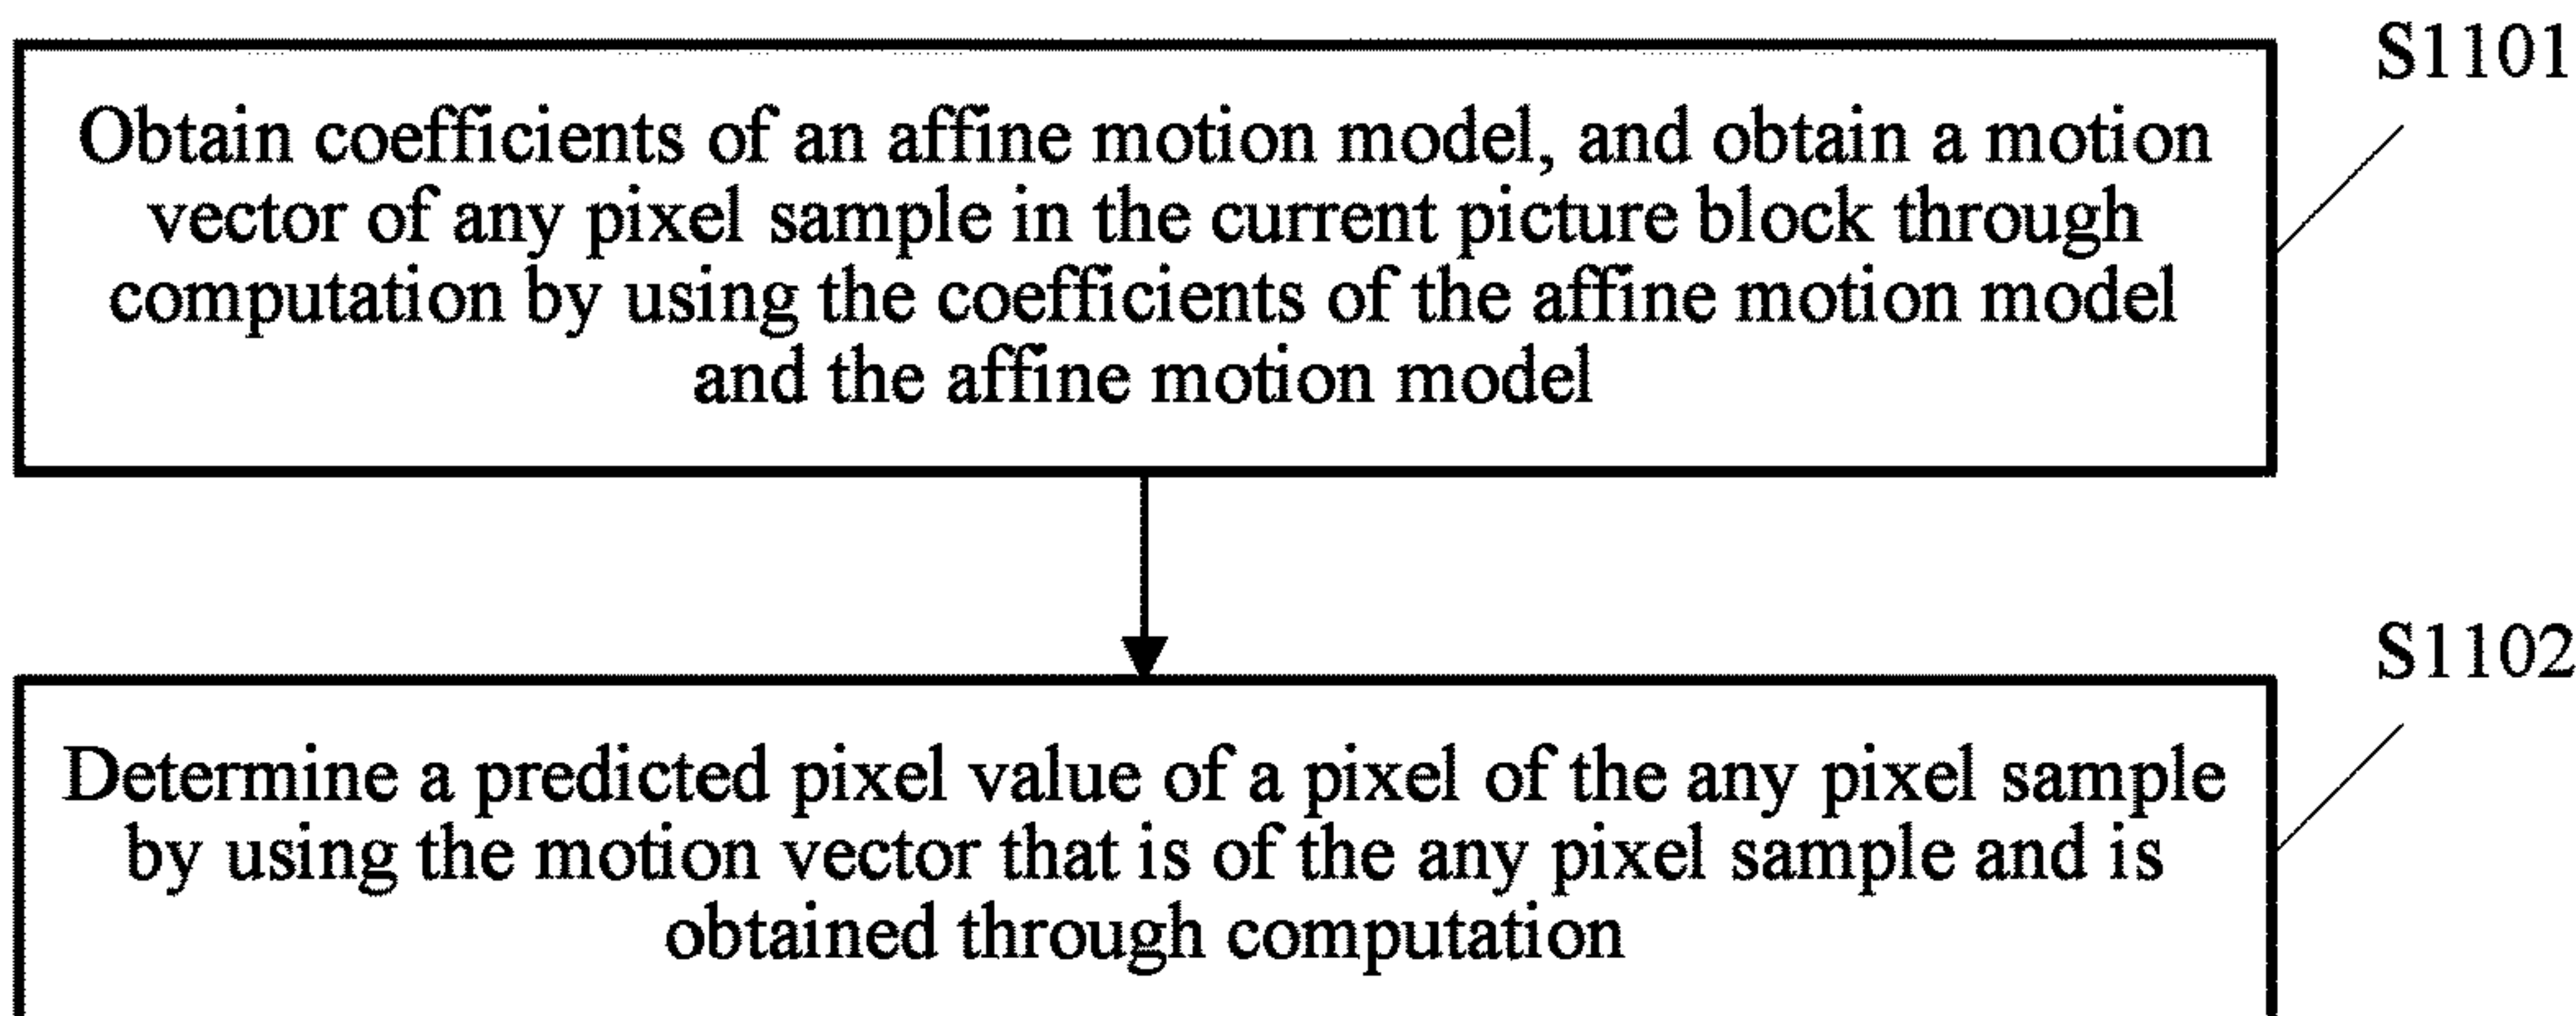 S1101
Obtain coefficients of an affine motion model, and obtain a motion
vector of any pixel sample in the current picture block through
computation by using the coefficients of the affine motion model
and the affine motion model
S1102
Determine a predicted pixel value of a pixel of the any pixel sample
by using the motion vector that is of the any pixel sample and is
obtained through computation